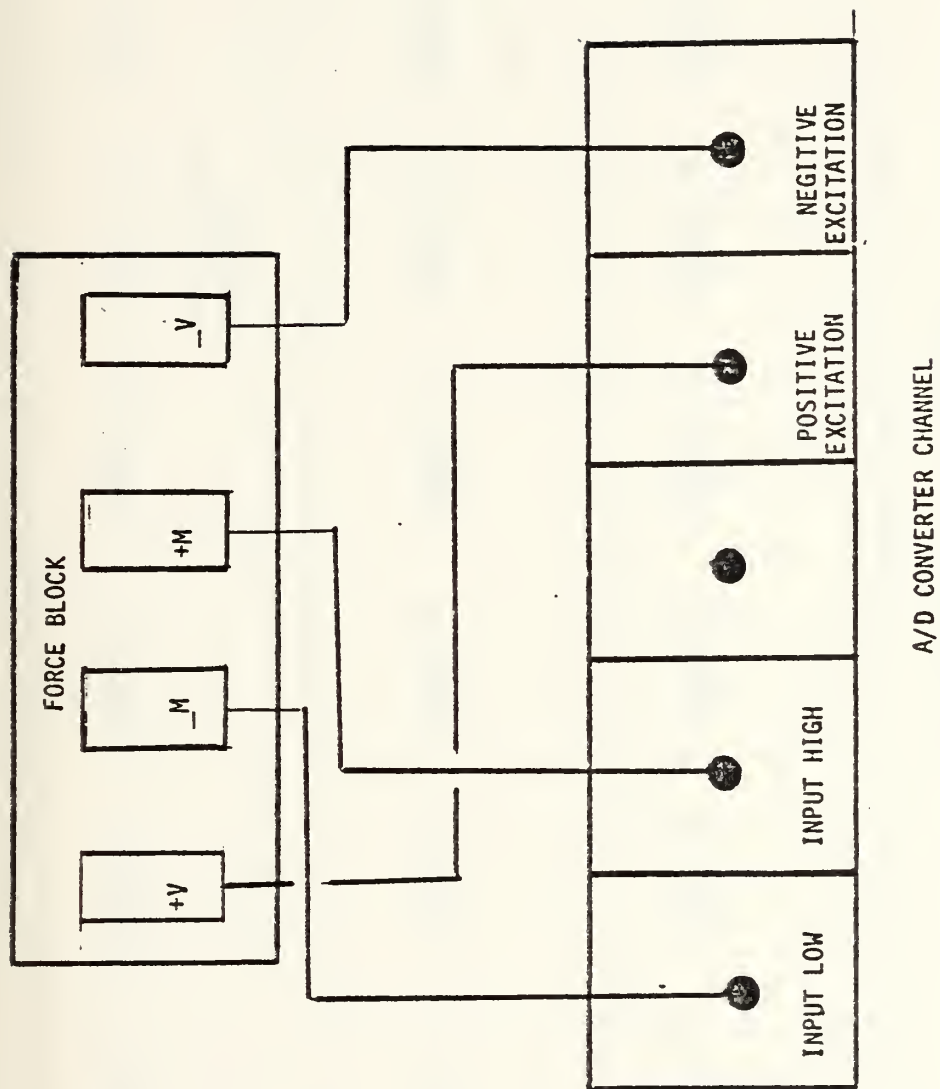 FORCE BLOCK
+V
_M
+M
_V
INPUT LOW
INPUT HIGH
POSITIVE
EXCITATION
NEGITIVE
EXCITATION
A/D CONVERTER CHANNEL